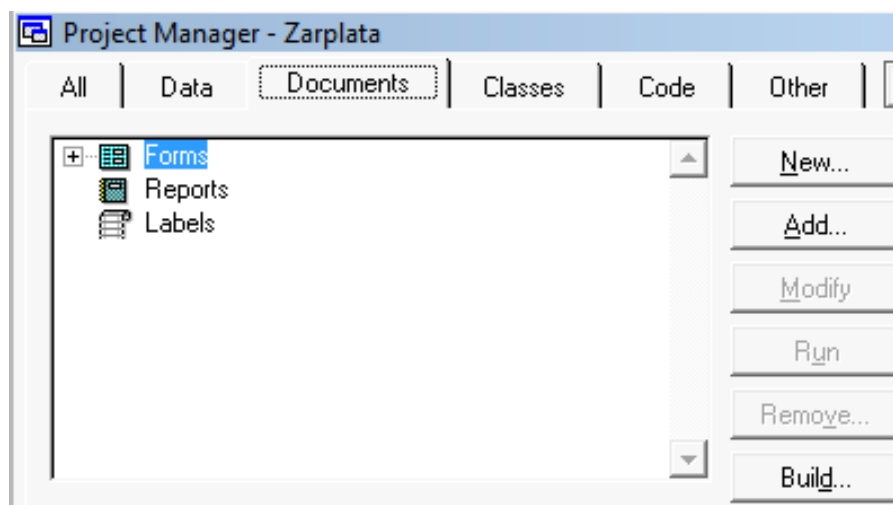 Project Manager - Zarplata
All Data Documents Classes Code Other
Forms
Reports
Labels
New...
Add...
Modify
Run
Remove...
Build...